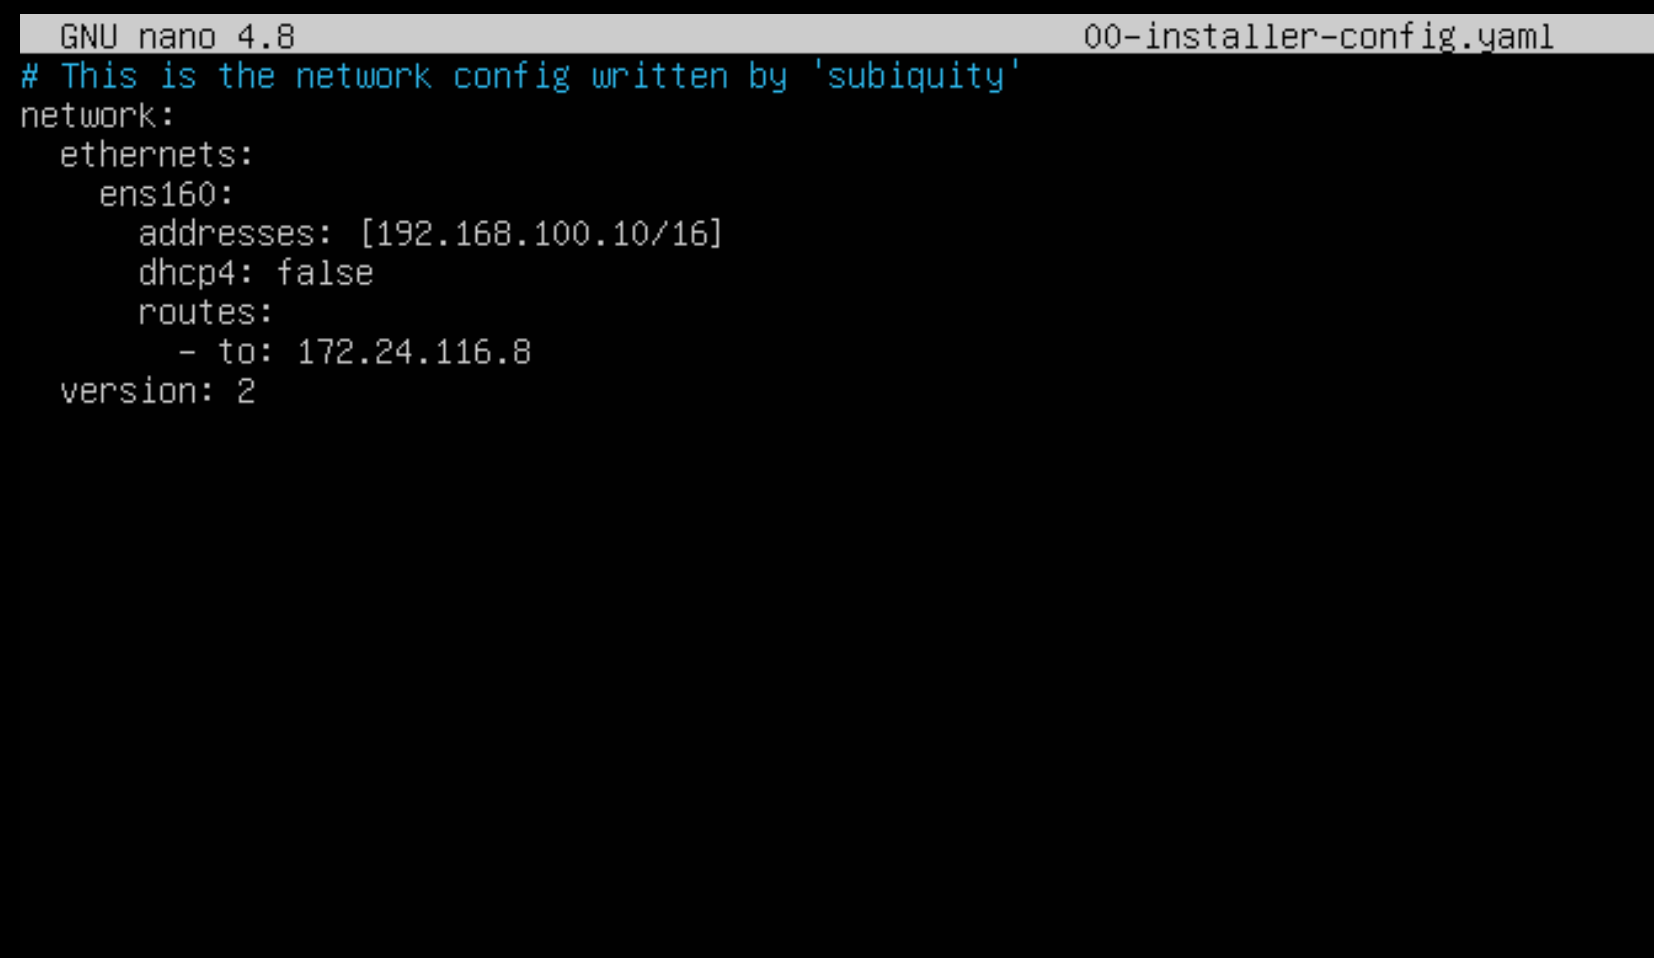 GNU nano 4.8 00-installer-config.yaml
# This is the network config written by 'subiquity'
network:
  ethernets:
    ens160:
      addresses: [192.168.100.10/16]
      dhcp4: false
      routes:
        - to: 172.24.116.8
  version: 2